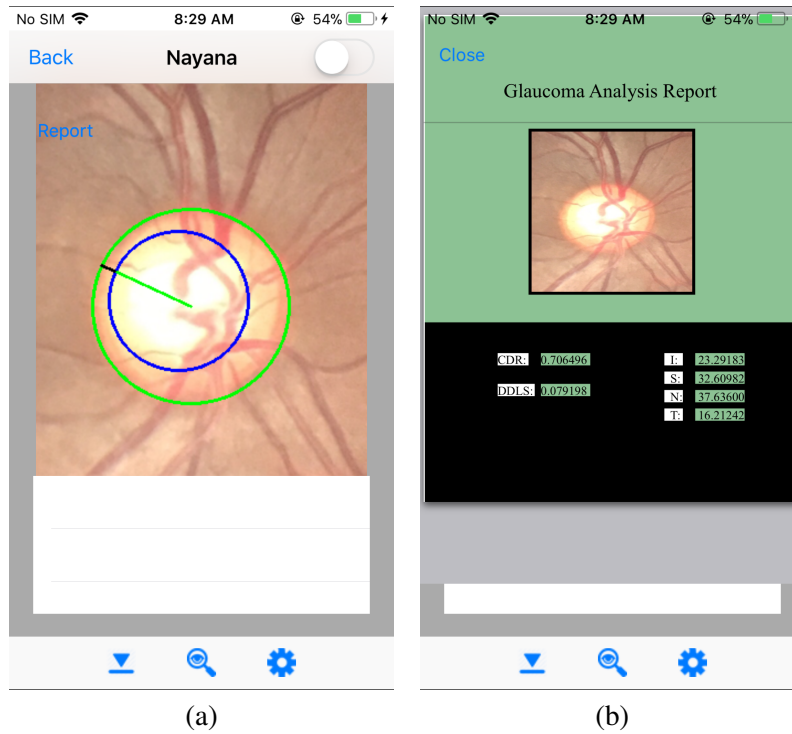 No SIM 8:29 AM 54%
Back Nayana
Report
(a)
No SIM 8:29 AM 54%
Close
Glaucoma Analysis Report
CDR: 0.706496
DDLS: 0.079198
I: 23.29183
S: 32.60982
N: 37.63600
T: 16.21242
(b)